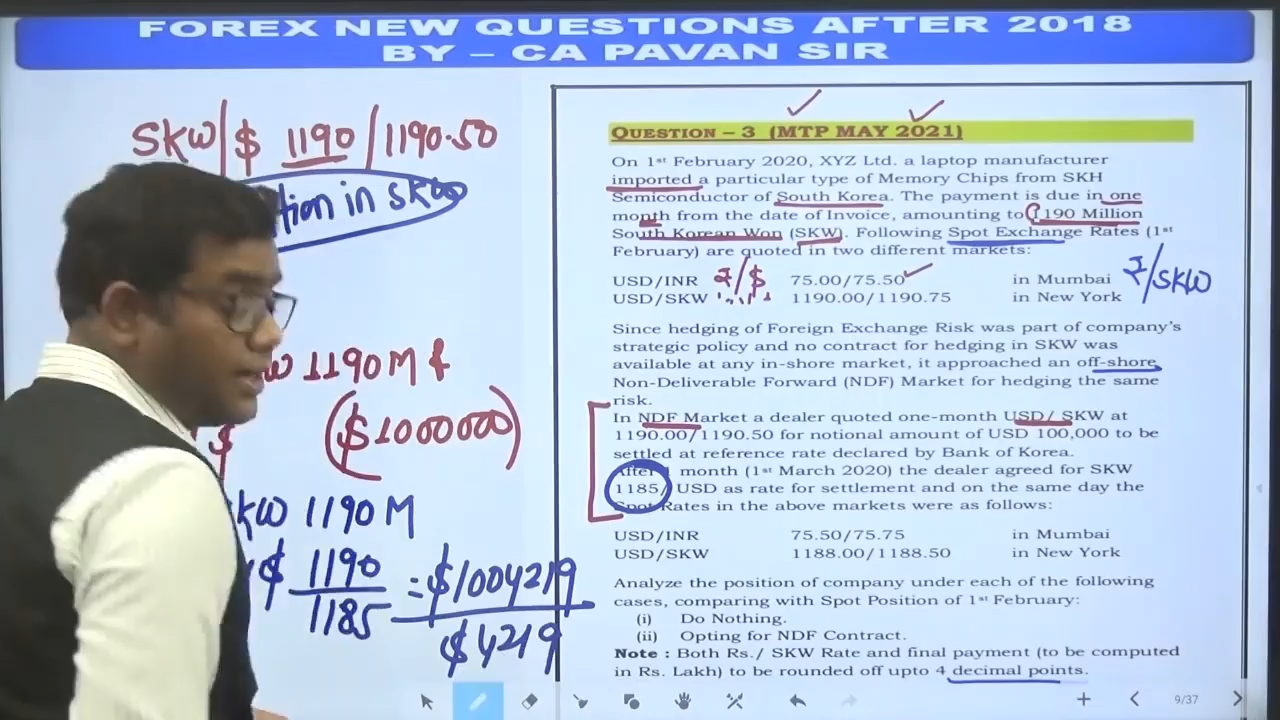 FOREX NEW QUESTIONS AFTER 2018
BY – CA PAVAN SIR
SKW/$ 1190/1190.50
tion in SKW
W 1190M &
$ ($1000000)
KW 1190 M
$ 1190
1185
=$1004219
$4219
QUESTION – 3 (MTP MAY 2021)
On 1st February 2020, XYZ Ltd. a laptop manufacturer
imported a particular type of Memory Chips from SKH
Semiconductor of South Korea. The payment is due in one
month from the date of Invoice, amounting to 1190 Million
South Korean Won (SKW). Following Spot Exchange Rates (1st
February) are quoted in two different markets:
USD/INR ₹/$ 75.00/75.50 in Mumbai ₹/SKW
USD/SKW 1190.00/1190.75 in New York
Since hedging of Foreign Exchange Risk was part of company's
strategic policy and no contract for hedging in SKW was
available at any in-shore market, it approached an off-shore
Non-Deliverable Forward (NDF) Market for hedging the same
risk.
In NDF Market a dealer quoted one-month USD/ SKW at
1190.00/1190.50 for notional amount of USD 100,000 to be
settled at reference rate declared by Bank of Korea.
After 1 month (1st March 2020) the dealer agreed for SKW
1185/ USD as rate for settlement and on the same day the
Spot Rates in the above markets were as follows:
USD/INR 75.50/75.75 in Mumbai
USD/SKW 1188.00/1188.50 in New York
Analyze the position of company under each of the following
cases, comparing with Spot Position of 1st February:
(i) Do Nothing.
(ii) Opting for NDF Contract.
Note : Both Rs./ SKW Rate and final payment (to be computed
in Rs. Lakh) to be rounded off upto 4 decimal points.
9/37